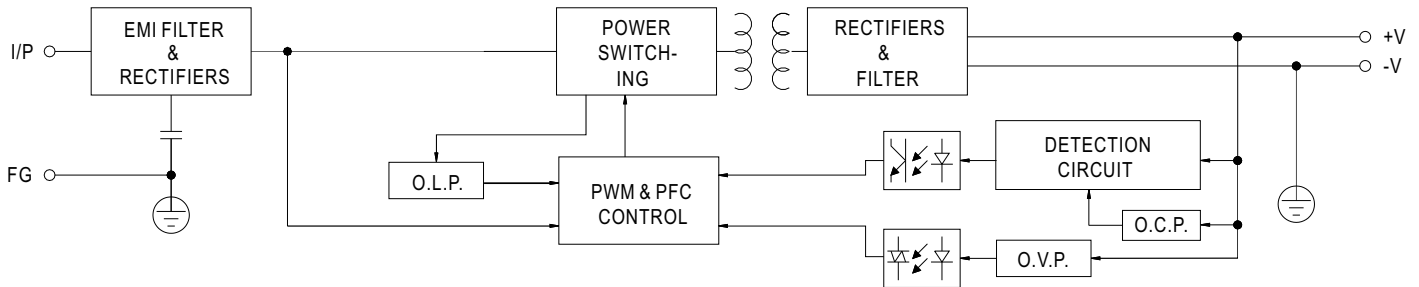 I/P
EMI FILTER
&
RECTIFIERS
POWER
SWITCH-
ING
RECTIFIERS
&
FILTER
+V
-V
FG
O.L.P.
PWM & PFC
CONTROL
DETECTION
CIRCUIT
O.C.P.
O.V.P.